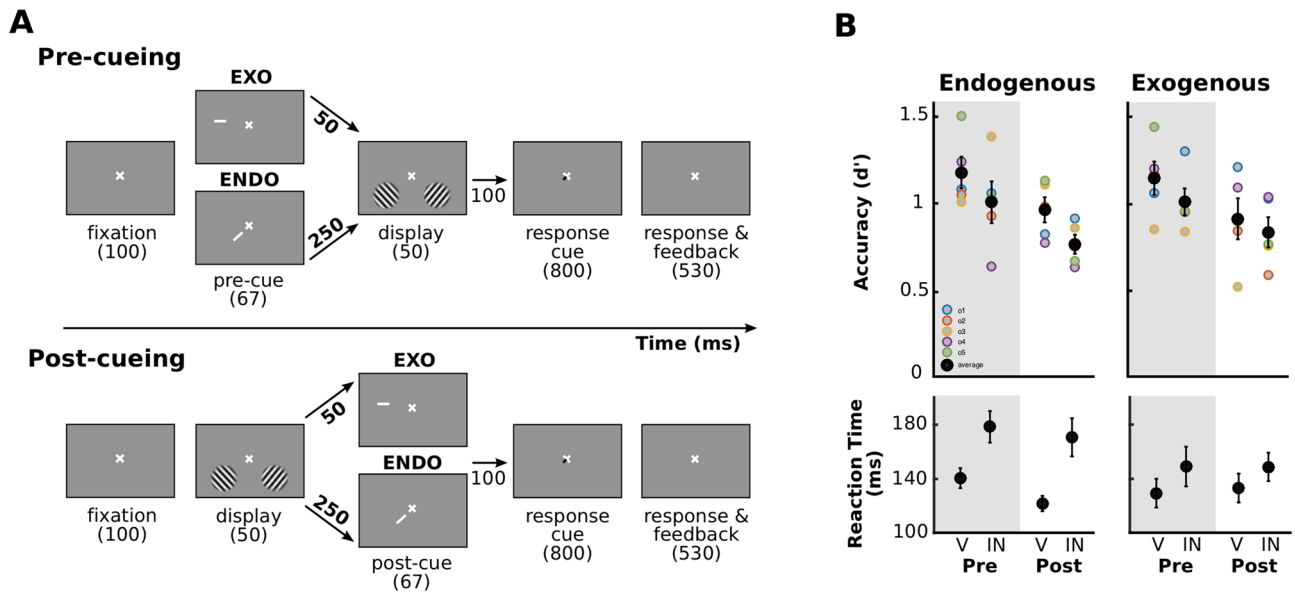 A
Pre-cueing
EXO
50
ENDO
250
100
fixation
(100)
pre-cue
(67)
display
(50)
response
cue
(800)
response &
feedback
(530)
Time (ms)
Post-cueing
EXO
50
ENDO
250
100
fixation
(100)
display
(50)
post-cue
(67)
response
cue
(800)
response &
feedback
(530)
B
Endogenous
Exogenous
Accuracy (d')
1.5
1
0.5
0
o1
o2
o3
o4
o5
average
Reaction Time
(ms)
180
140
100
V IN V IN
Pre Post
V IN V IN
Pre Post